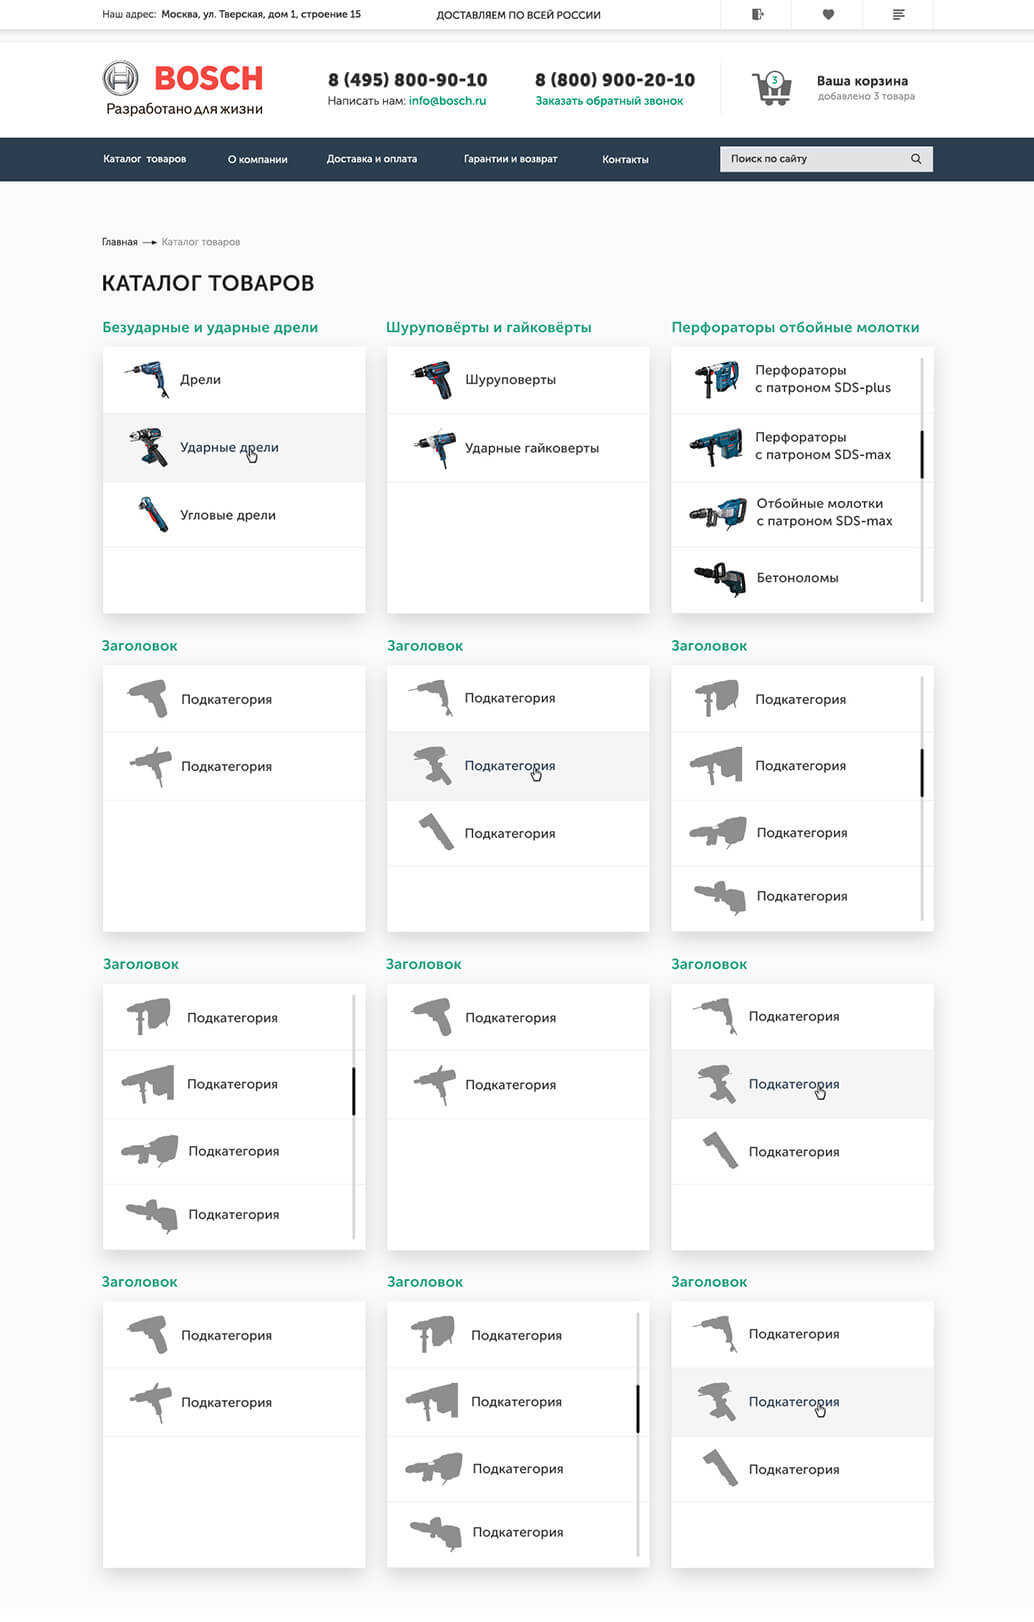 Наш адрес: Москва, ул. Тверская, дом 1, строение 15
ДОСТАВЛЯЕМ ПО ВСЕЙ РОССИИ
BOSCH
Разработано для жизни
8 (495) 800-90-10
Написать нам: info@bosch.ru
8 (800) 900-20-10
Заказать обратный звонок
3
Ваша корзина
добавлено 3 товара
Каталог товаров
О компании
Доставка и оплата
Гарантии и возврат
Контакты
Поиск по сайту
Главная
Каталог товаров
КАТАЛОГ ТОВАРОВ
Безударные и ударные дрели
Дрели
Ударные дрели
Угловые дрели
Шуруповёрты и гайковёрты
Шуруповерты
Ударные гайковерты
Перфораторы отбойные молотки
Перфораторы
с патроном SDS-plus
Перфораторы
с патроном SDS-max
Отбойные молотки
с патроном SDS-max
Бетоноломы
Заголовок
Подкатегория
Подкатегория
Заголовок
Подкатегория
Подкатегория
Подкатегория
Заголовок
Подкатегория
Подкатегория
Подкатегория
Подкатегория
Заголовок
Подкатегория
Подкатегория
Подкатегория
Подкатегория
Заголовок
Подкатегория
Подкатегория
Заголовок
Подкатегория
Подкатегория
Подкатегория
Заголовок
Подкатегория
Подкатегория
Заголовок
Подкатегория
Подкатегория
Подкатегория
Подкатегория
Заголовок
Подкатегория
Подкатегория
Подкатегория